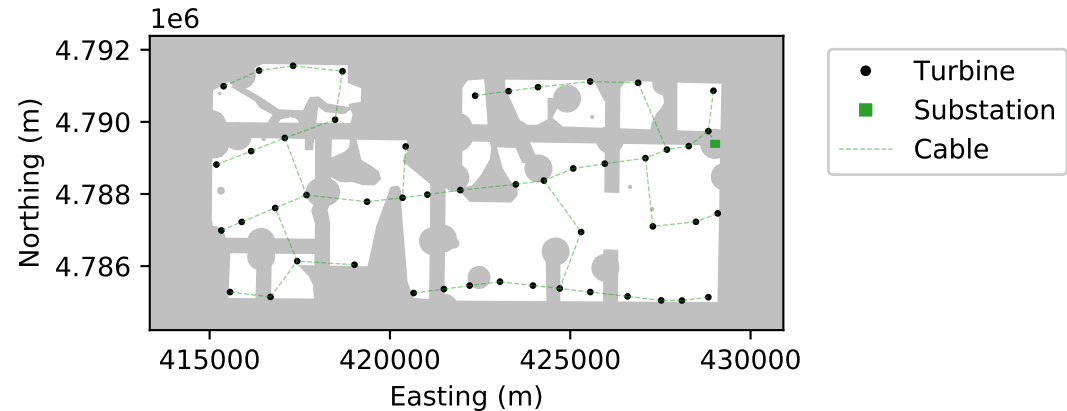 1e6
4.792
4.790
4.788
4.786
Northing (m)
415000 420000 425000 430000
Easting (m)
Turbine
Substation
Cable